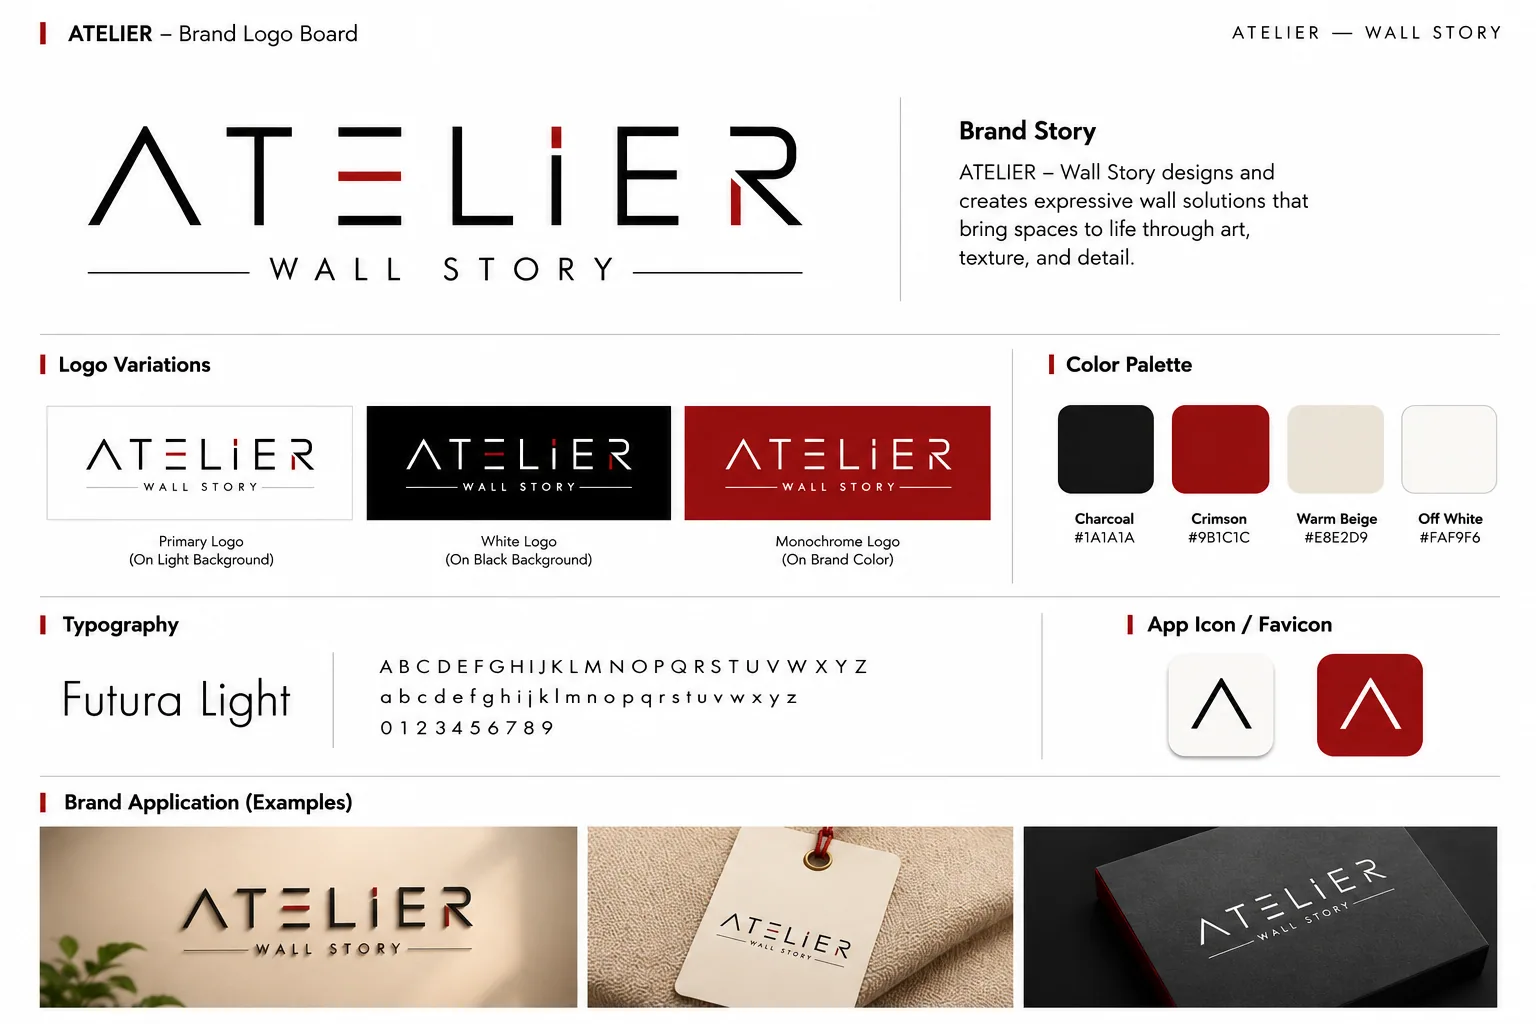 ATELIER – Brand Logo Board
ATELIER — WALL STORY
ATELiER
WALL STORY
Brand Story
ATELIER – Wall Story designs and
creates expressive wall solutions that
bring spaces to life through art,
texture, and detail.
Logo Variations
ATELiER
WALL STORY
Primary Logo
(On Light Background)
ATELiER
WALL STORY
White Logo
(On Black Background)
ATELiER
WALL STORY
Monochrome Logo
(On Brand Color)
Color Palette
Charcoal
#1A1A1A
Crimson
#9B1C1C
Warm Beige
#E8E2D9
Off White
#FAF9F6
Typography
Futura Light
A B C D E F G H I J K L M N O P Q R S T U V W X Y Z
a b c d e f g h i j k l m n o p q r s t u v w x y z
0 1 2 3 4 5 6 7 8 9
App Icon / Favicon
A
A
Brand Application (Examples)
ATELiER
WALL STORY
ATELiER
WALL STORY
ATELiER
WALL STORY